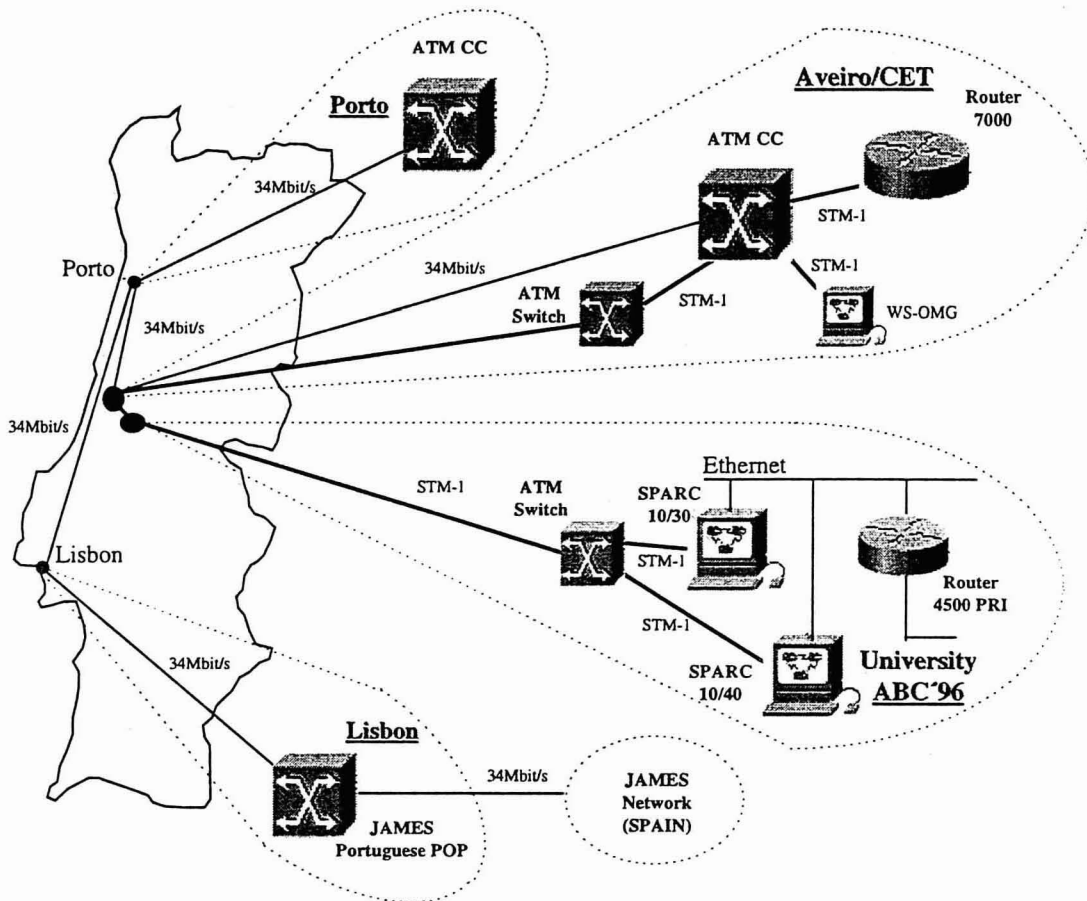 ATM CC
Porto
34Mbit/s
Aveiro/CET
Router
7000
ATM CC
STM-1
34Mbit/s
STM-1
STM-1
ATM
Switch
WS-OMG
Porto
34Mbit/s
34Mbit/s
Ethernet
STM-1
ATM
Switch
SPARC
10/30
STM-1
Router
4500 PRI
STM-1
SPARC
10/40
University
ABC´96
Lisbon
34Mbit/s
Lisbon
34Mbit/s
JAMES
Portuguese POP
JAMES
Network
(SPAIN)